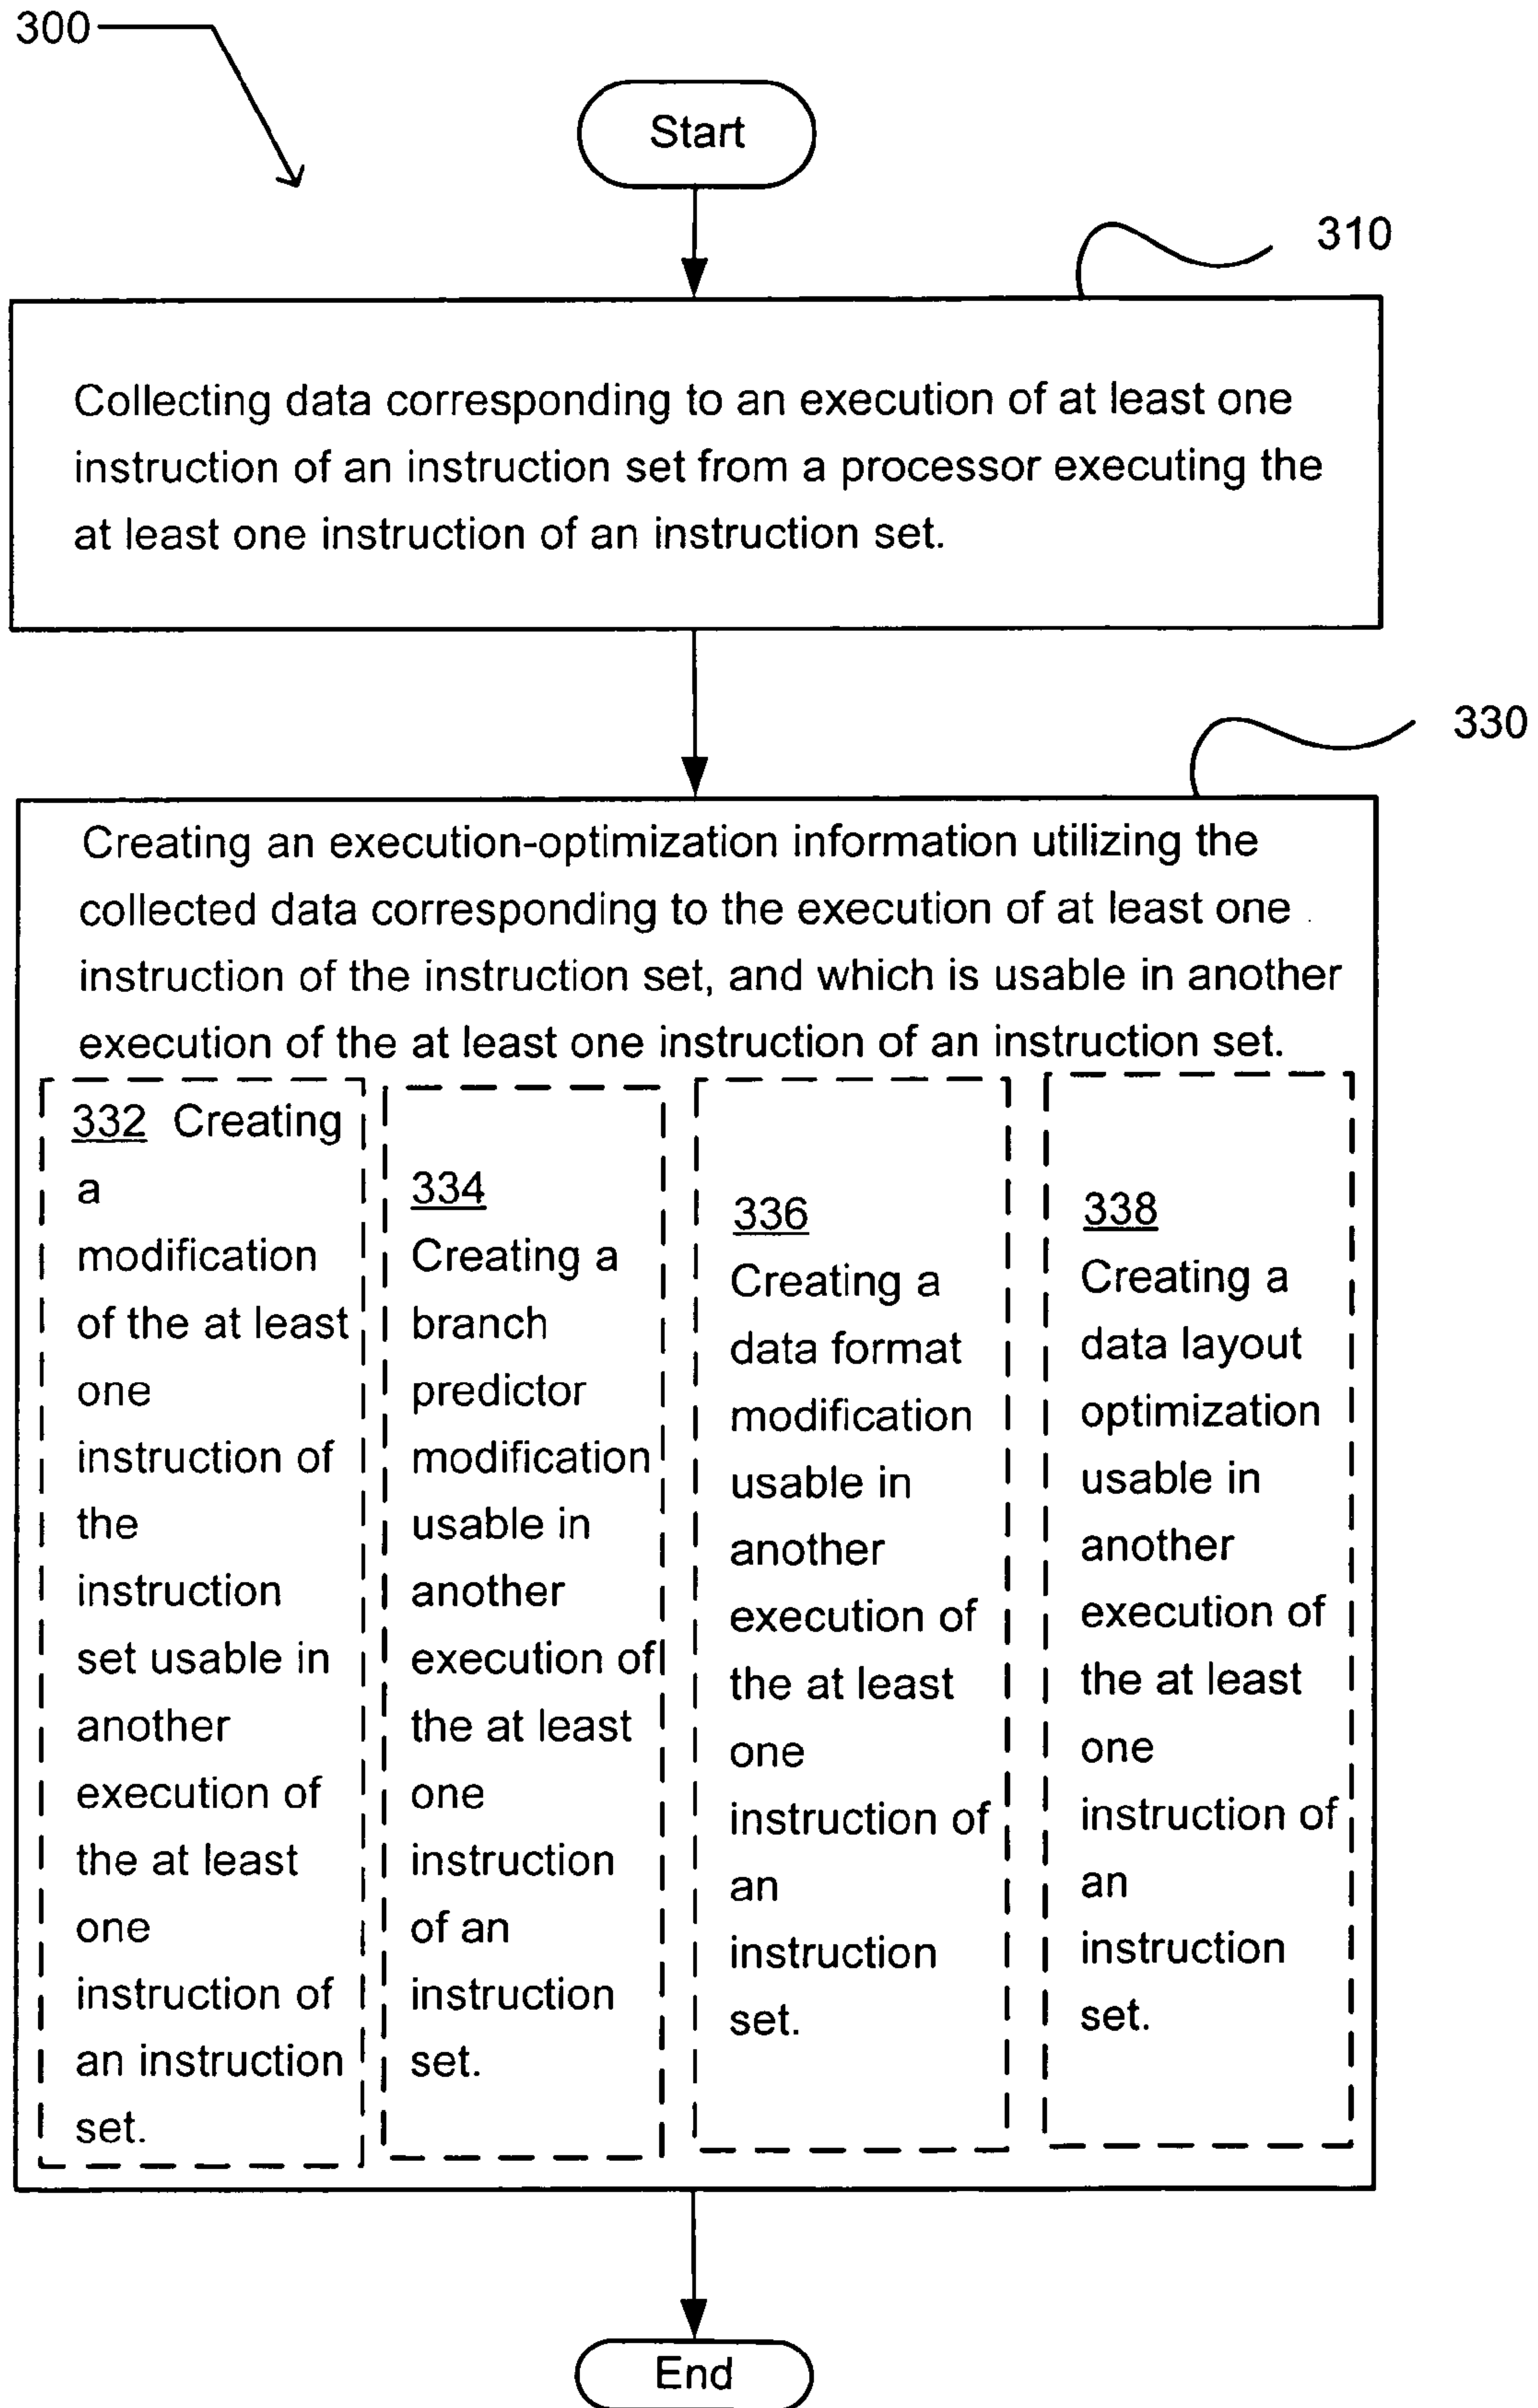 300
Start
310
Collecting data corresponding to an execution of at least one
instruction of an instruction set from a processor executing the
at least one instruction of an instruction set.
330
Creating an execution-optimization information utilizing the
collected data corresponding to the execution of at least one
instruction of the instruction set, and which is usable in another
execution of the at least one instruction of an instruction set.
332 Creating
a
modification
of the at least
one
instruction of
the
instruction
set usable in
another
execution of
the at least
one
instruction of
an instruction
set.
334
Creating a
branch
predictor
modification
usable in
another
execution of
the at least
one
instruction
of an
instruction
set.
336
Creating a
data format
modification
usable in
another
execution of
the at least
one
instruction of
an
instruction
set.
338
Creating a
data layout
optimization
usable in
another
execution of
the at least
one
instruction of
an
instruction
set.
End